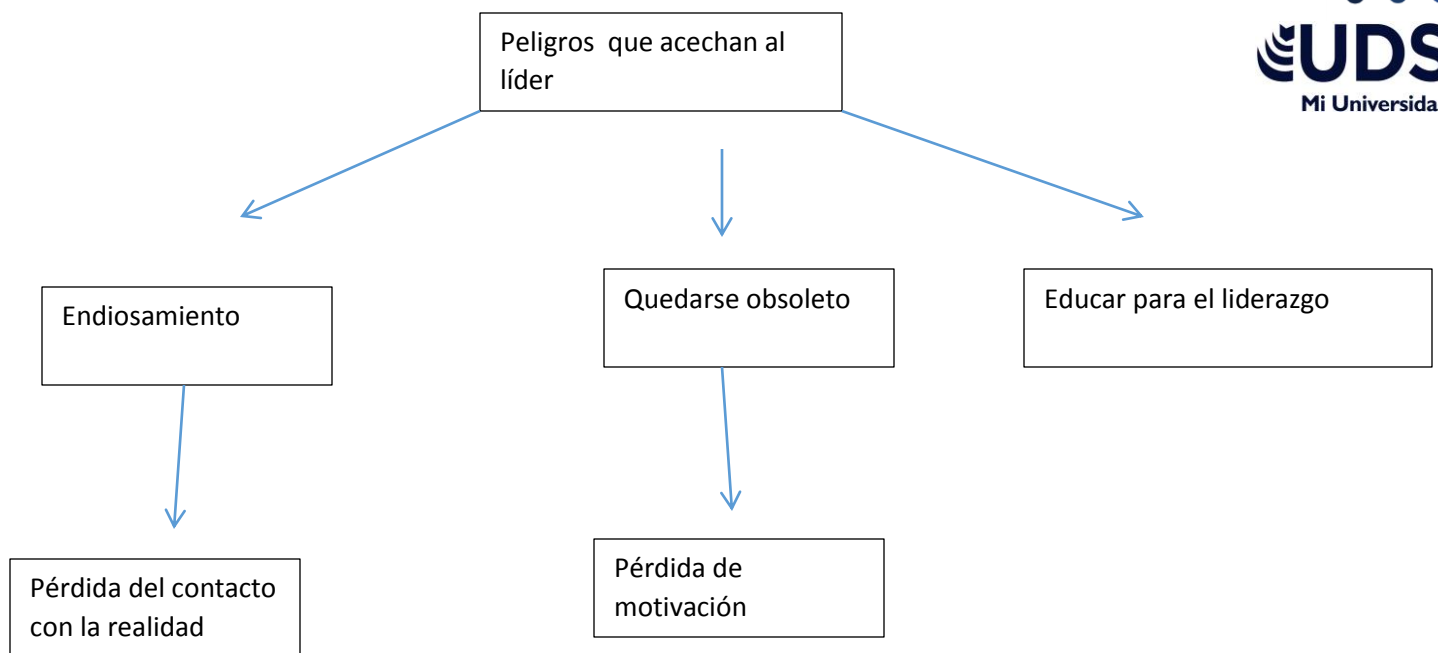 Peligros que acechan al
líder
UDS
Mi Universida
Endiosamiento
Quedarse obsoleto
Educar para el liderazgo
Pérdida del contacto
con la realidad
Pérdida de
motivación